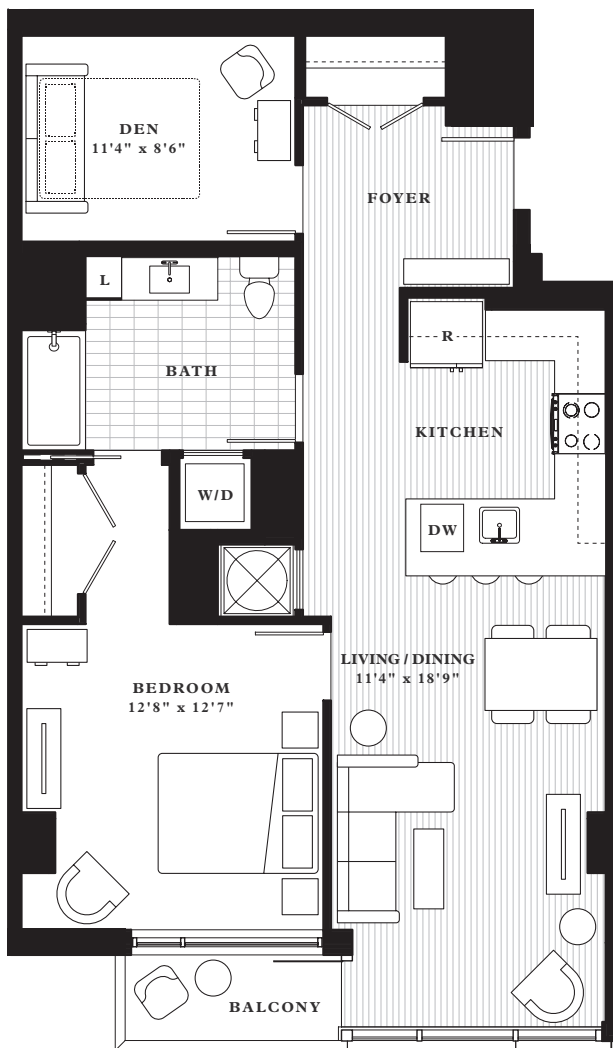 DEN
11'4" x 8'6"
FOYER
L
R
BATH
KITCHEN
W/D
DW
LIVING / DINING
11'4" x 18'9"
BEDROOM
12'8" x 12'7"
BALCONY